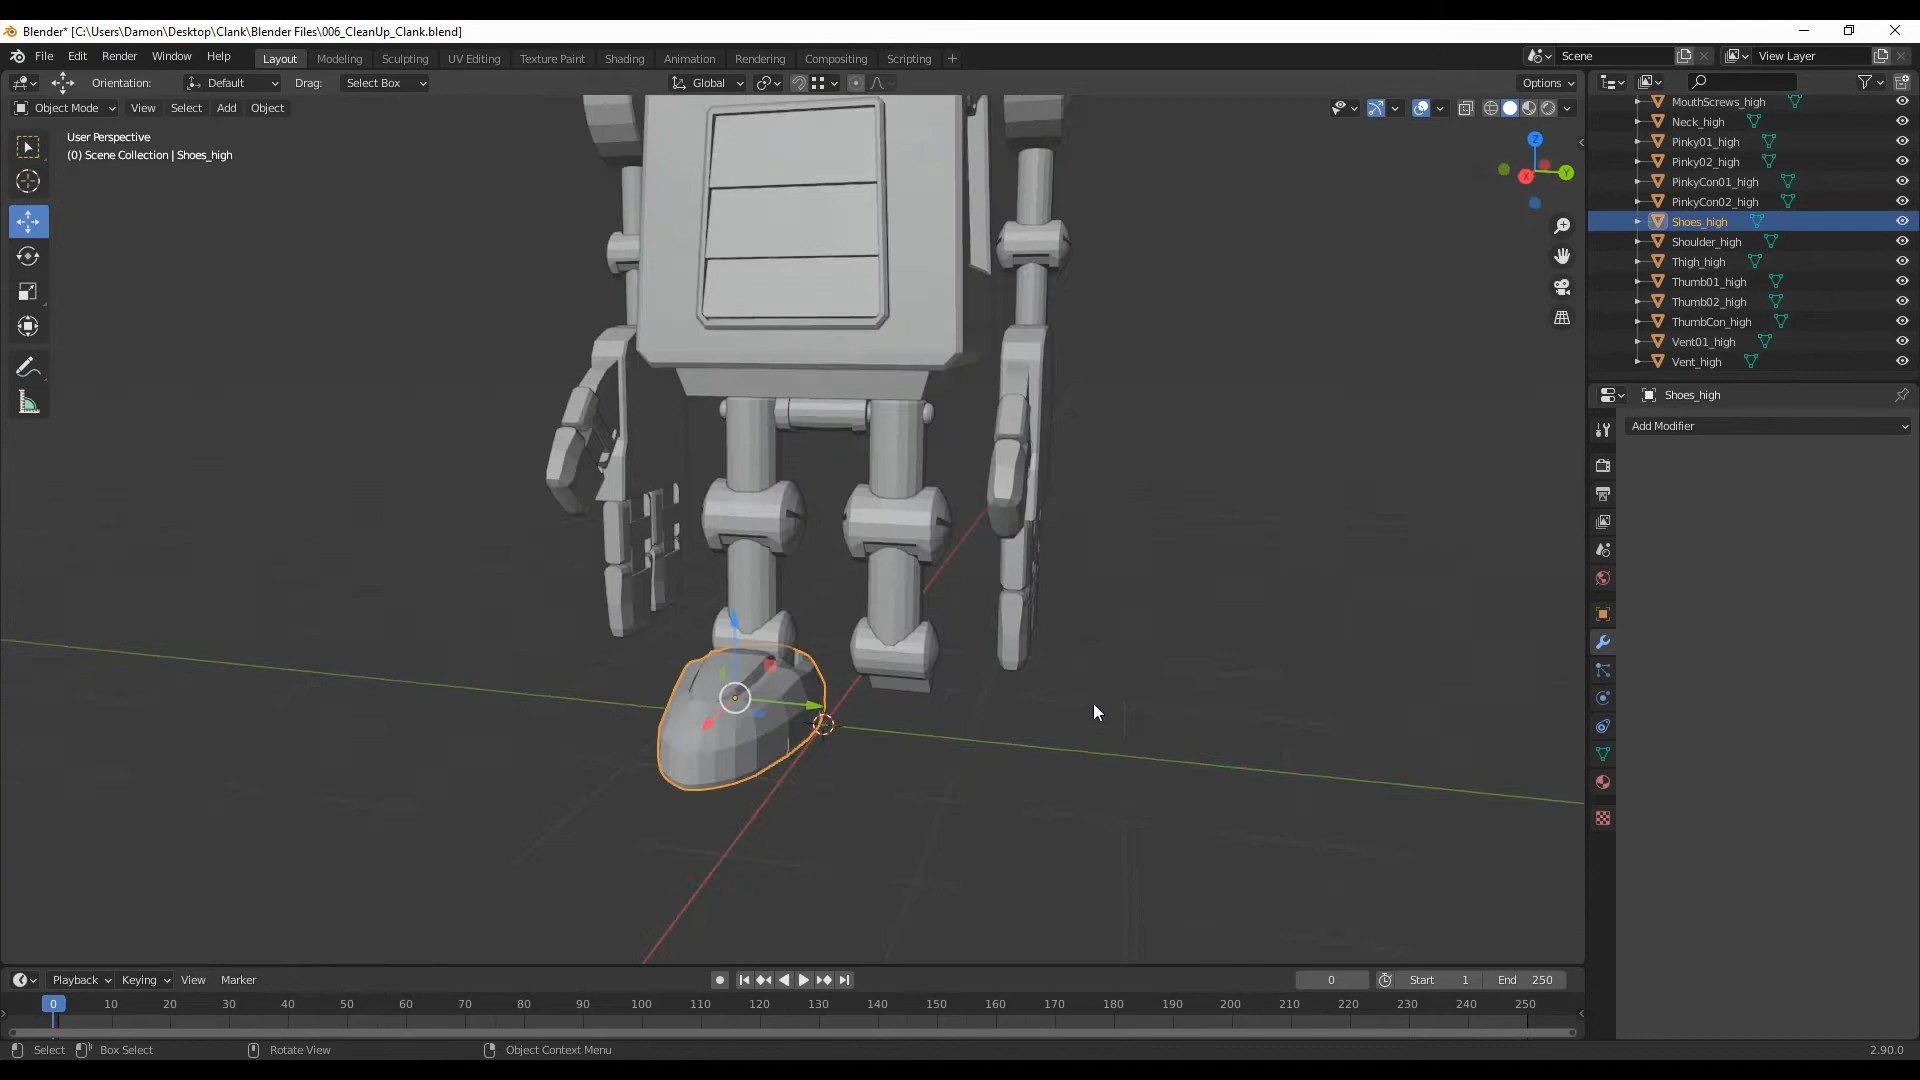 Blender* [C:\Users\Damon\Desktop\Clank\Blender Files\006_CleanUp_Clank.blend]
File Edit Render Window Help Layout Modeling Sculpting UV Editing Texture Paint Shading Animation Rendering Compositing Scripting + Scene View Layer
Orientation: Default Drag: Select Box Global Options
Object Mode View Select Add Object
User Perspective
(0) Scene Collection | Shoes_high
Z
Y
X
MouthScrews_high
Neck_high
Pinky01_high
Pinky02_high
PinkyCon01_high
PinkyCon02_high
Shoes_high
Shoulder_high
Thigh_high
Thumb01_high
Thumb02_high
ThumbCon_high
Vent01_high
Vent_high
Shoes_high
Add Modifier
Playback Keying View Marker 0 Start 1 End 250
0 10 20 30 40 50 60 70 80 90 100 110 120 130 140 150 160 170 180 190 200 210 220 230 240 250
Select Box Select Rotate View Object Context Menu 2.90.0